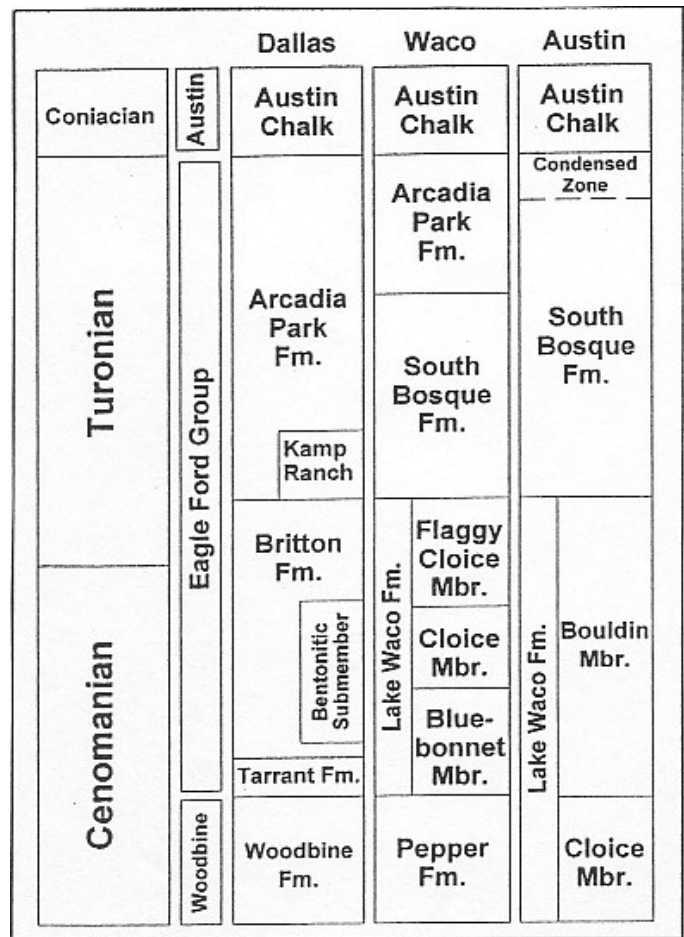 Dallas
Waco
Austin
Coniacian
Turonian
Cenomanian
Austin
Eagle Ford Group
Woodbine
Austin
Chalk
Arcadia
Park
Fm.
Kamp
Ranch
Britton
Fm.
Bentonitic
Submember
Tarrant Fm.
Woodbine
Fm.
Austin
Chalk
Arcadia
Park
Fm.
South
Bosque
Fm.
Lake Waco Fm.
Flaggy
Cloice
Mbr.
Cloice
Mbr.
Blue-
bonnet
Mbr.
Pepper
Fm.
Austin
Chalk
Condensed
Zone
South
Bosque
Fm.
Lake Waco Fm.
Bouldin
Mbr.
Cloice
Mbr.